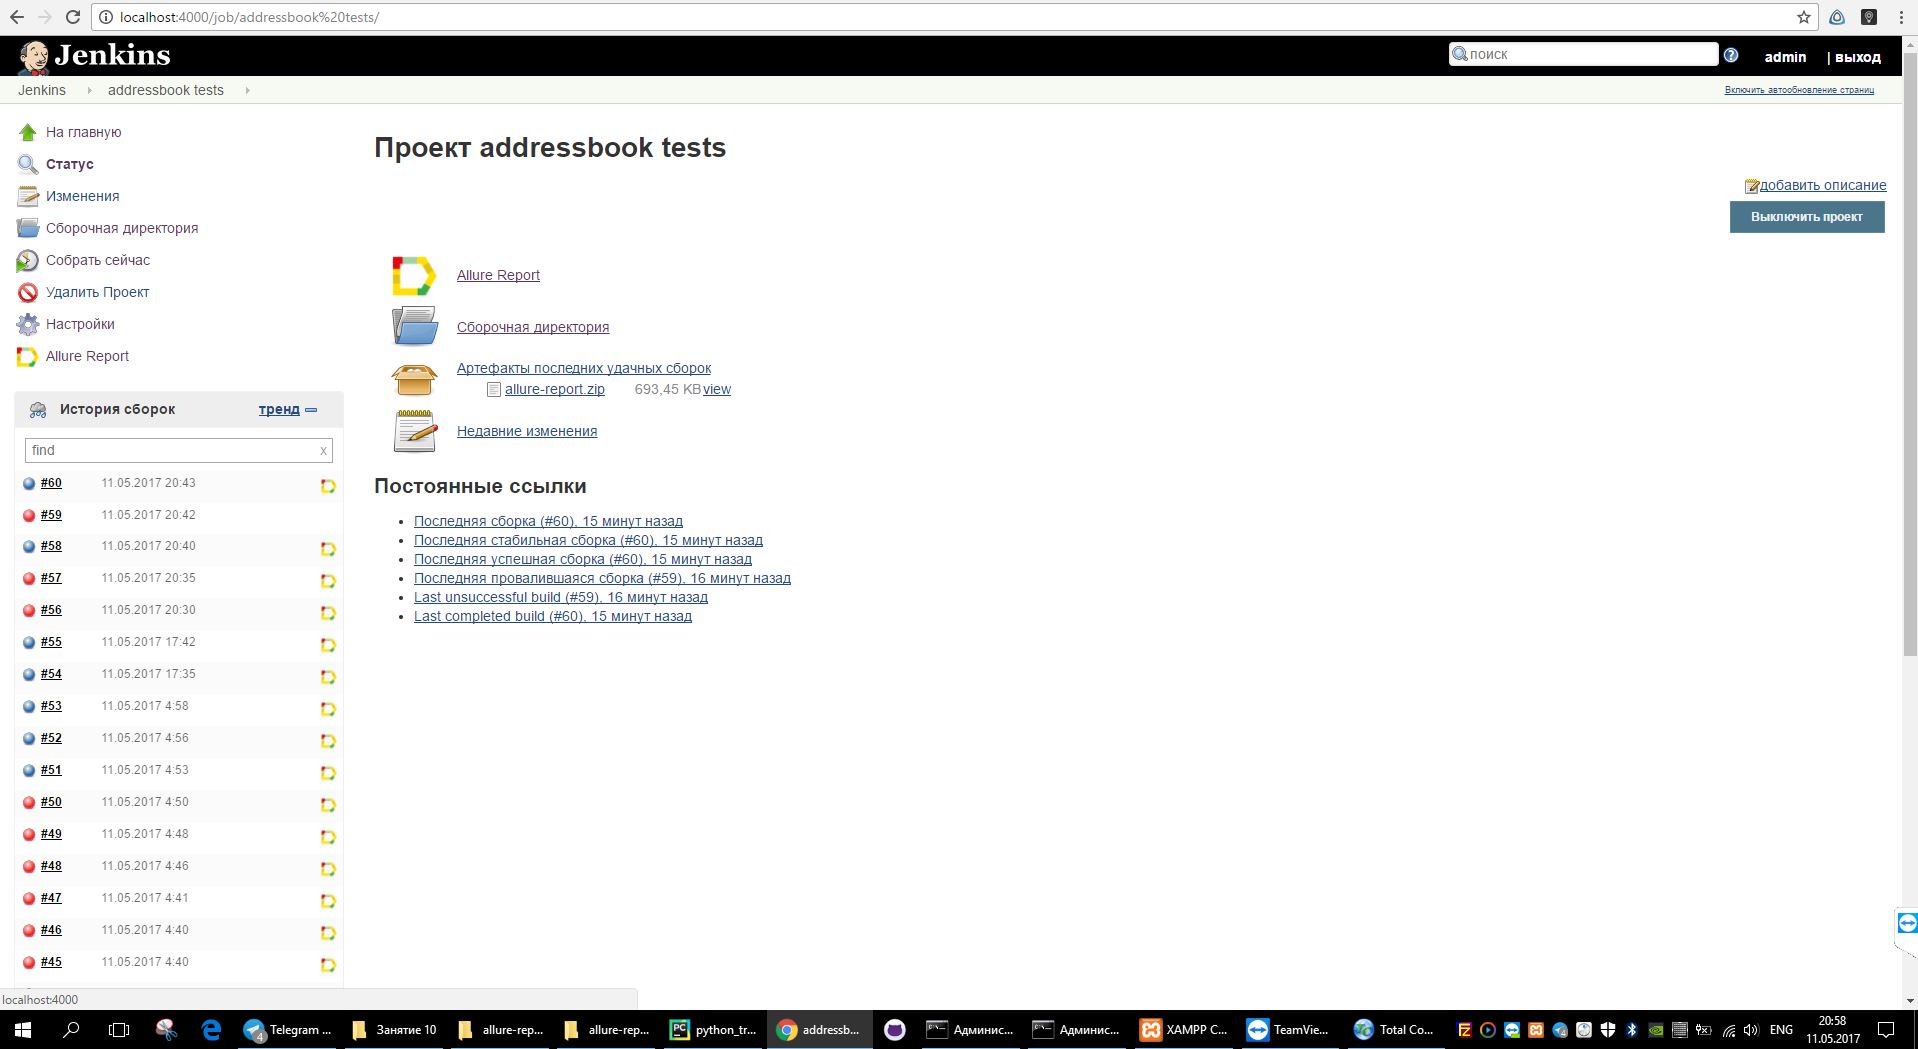 localhost:4000/job/addressbook%20tests/
Jenkins
поиск
admin
| выход
Jenkins
addressbook tests
Включить автообновление страниц
На главную
Статус
Изменения
Сборочная директория
Собрать сейчас
Удалить Проект
Настройки
Allure Report
История сборок
тренд
find
x
#60 11.05.2017 20:43
#59 11.05.2017 20:42
#58 11.05.2017 20:40
#57 11.05.2017 20:35
#56 11.05.2017 20:30
#55 11.05.2017 17:42
#54 11.05.2017 17:35
#53 11.05.2017 4:58
#52 11.05.2017 4:56
#51 11.05.2017 4:53
#50 11.05.2017 4:50
#49 11.05.2017 4:48
#48 11.05.2017 4:46
#47 11.05.2017 4:41
#46 11.05.2017 4:40
#45 11.05.2017 4:40
Проект addressbook tests
добавить описание
Выключить проект
Allure Report
Сборочная директория
Артефакты последних удачных сборок
allure-report.zip 693,45 KB view
Недавние изменения
Постоянные ссылки
Последняя сборка (#60), 15 минут назад
Последняя стабильная сборка (#60), 15 минут назад
Последняя успешная сборка (#60), 15 минут назад
Последняя провалившаяся сборка (#59), 16 минут назад
Last unsuccessful build (#59), 16 минут назад
Last completed build (#60), 15 минут назад
localhost:4000
4
Telegram ...
Занятие 10
allure-rep...
allure-rep...
PC
python_tr...
addressb...
Админис...
Админис...
XAMPP C...
TeamVie...
Total Co...
ENG
20:58
11.05.2017